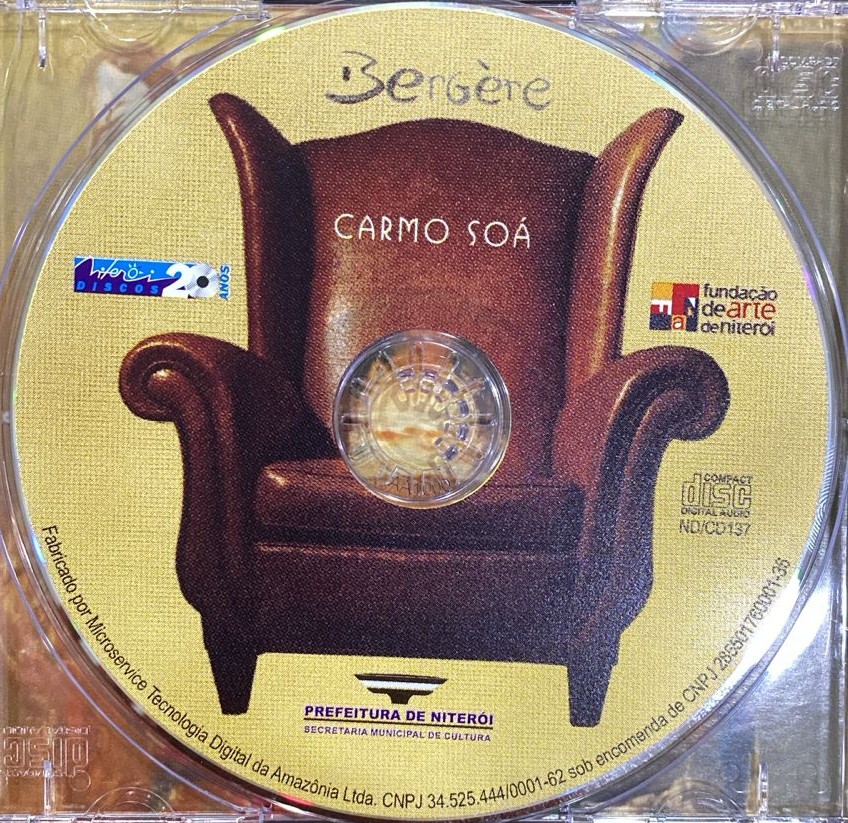 Bergère
CARMO SOÁ
Niterói
DISCOS 20 ANOS
fundação
de arte
de niterói
FAN
COMPACT
disc
DIGITAL AUDIO
ND/CD137
PREFEITURA DE NITERÓI
SECRETARIA MUNICIPAL DE CULTURA
Fabricado por Microservice Tecnologia Digital da Amazônia Ltda. CNPJ 34.525.444/0001-62 sob encomenda de CNPJ 285501760001-36